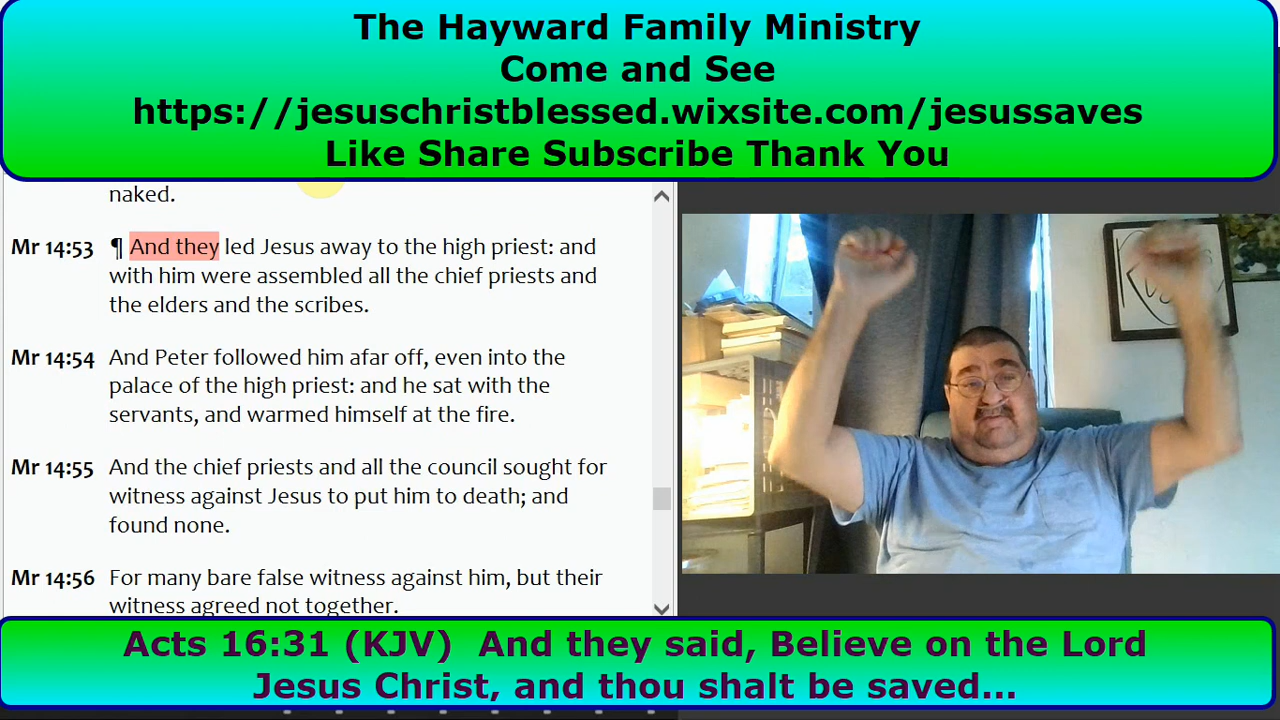 The Hayward Family Ministry
Come and See
https://jesuschristblessed.wixsite.com/jesussaves
Like Share Subscribe Thank You
naked.
Mr 14:53 ¶ And they led Jesus away to the high priest: and
with him were assembled all the chief priests and
the elders and the scribes.
Mr 14:54 And Peter followed him afar off, even into the
palace of the high priest: and he sat with the
servants, and warmed himself at the fire.
Mr 14:55 And the chief priests and all the council sought for
witness against Jesus to put him to death; and
found none.
Mr 14:56 For many bare false witness against him, but their
witness agreed not together.
Acts 16:31 (KJV) And they said, Believe on the Lord
Jesus Christ, and thou shalt be saved...